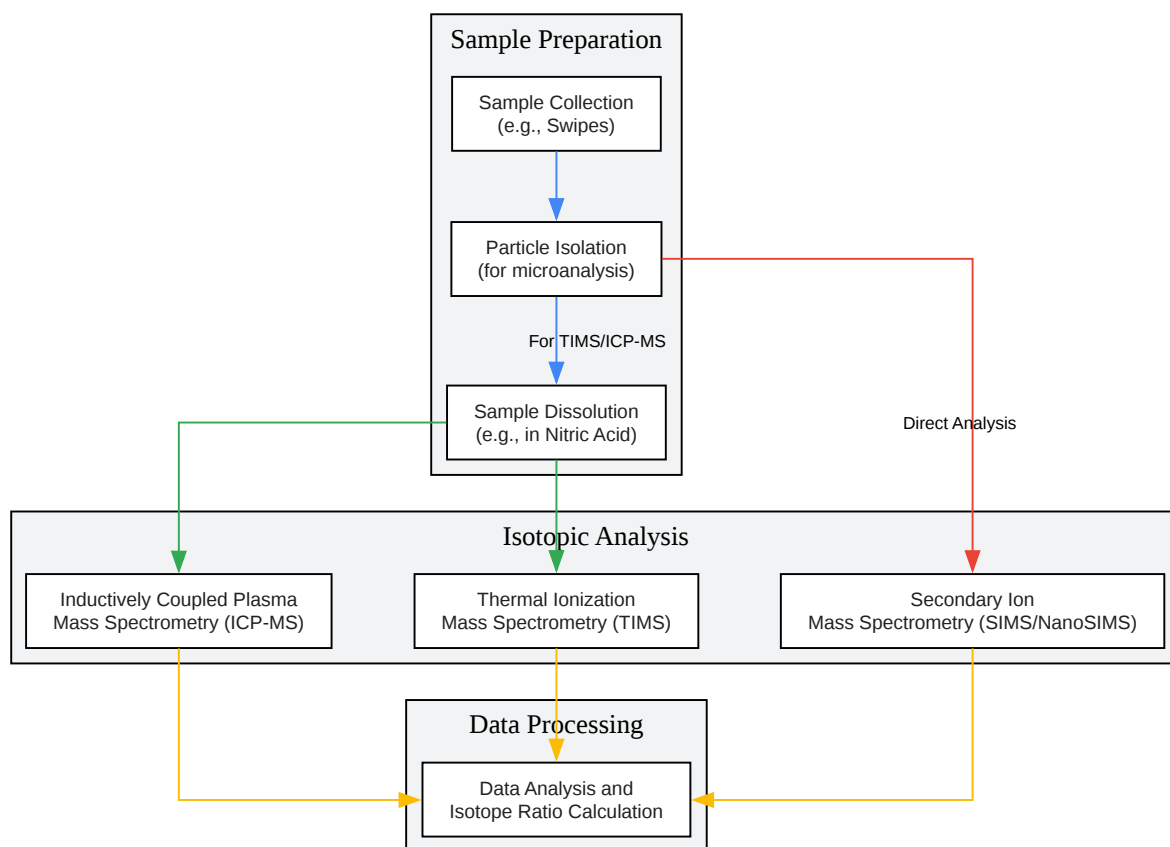 Sample Preparation
Sample Collection
(e.g., Swipes)
Particle Isolation
(for microanalysis)
For TIMS/ICP-MS
Sample Dissolution
(e.g., in Nitric Acid)
Direct Analysis
Isotopic Analysis
Inductively Coupled Plasma
Mass Spectrometry (ICP-MS)
Thermal Ionization
Mass Spectrometry (TIMS)
Secondary Ion
Mass Spectrometry (SIMS/NanoSIMS)
Data Processing
Data Analysis and
Isotope Ratio Calculation